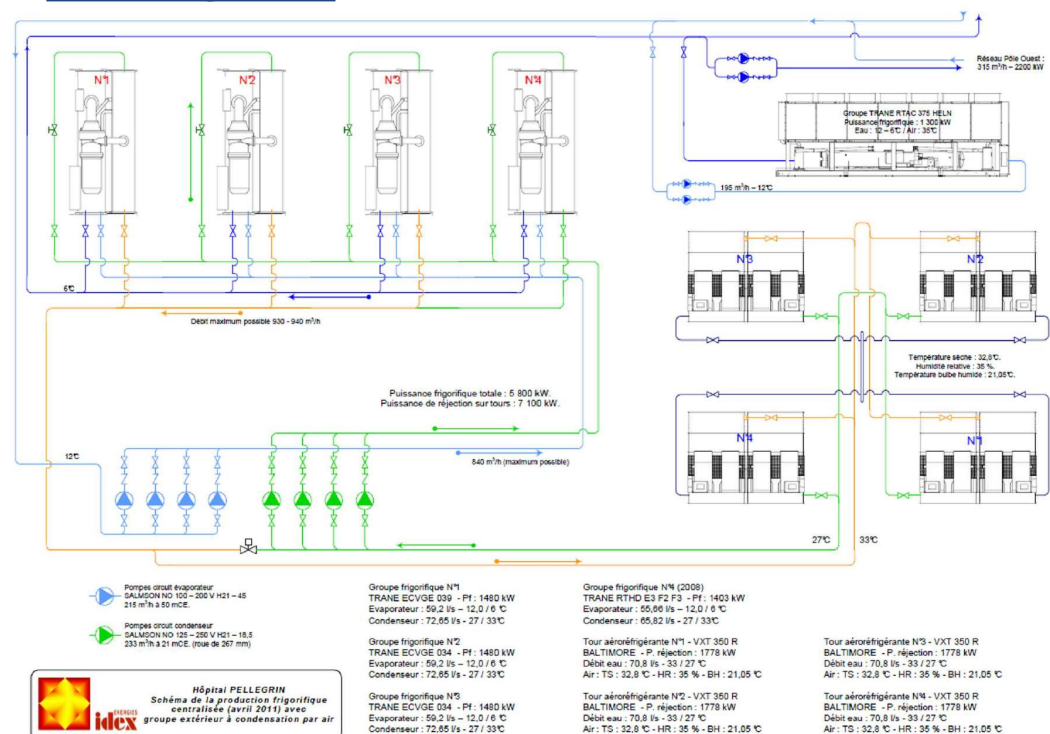 N°1
N°2
N°3
N°4
Réseau Pôle Ouest :
315 m³/h – 2200 kW
Groupe TRANE RTAC 375 HELN
Puissance frigorifique : 1 300 kW
Eau : 12 – 6°C / Air : 35°C
195 m³/h – 12°C
6°C
Débit maximum possible 930 - 940 m³/h
N°3
N°2
Température sèche : 32,8°C.
Humidité relative : 35 %.
Température bulbe humide : 21,05°C.
Puissance frigorifique totale : 5 800 kW.
Puissance de réjection sur tours : 7 100 kW.
N°4
N°1
12°C
840 m³/h (maximum possible)
27°C
33°C
Pompes circuit évaporateur
SALMSON NO 100 – 200 V H21 – 45
215 m³/h à 50 mCE.
Pompes circuit condenseur
SALMSON NO 125 – 250 V H21 – 18,5
233 m³/h à 21 mCE. (roue de 267 mm)
Groupe frigorifique N°1
TRANE ECVGE 039 - Pf : 1480 kW
Evaporateur : 59,2 l/s – 12,0 / 6 °C
Condenseur : 72,65 l/s - 27 / 33°C
Groupe frigorifique N°2
TRANE ECVGE 034 - Pf : 1480 kW
Evaporateur : 59,2 l/s – 12,0 / 6 °C
Condenseur : 72,65 l/s - 27 / 33°C
Groupe frigorifique N°3
TRANE ECVGE 034 - Pf : 1480 kW
Evaporateur : 59,2 l/s – 12,0 / 6 °C
Condenseur : 72,65 l/s - 27 / 33°C
Groupe frigorifique N°4 (2008)
TRANE RTHD E3 F2 F3 - Pf : 1403 kW
Evaporateur : 55,66 l/s – 12,0 / 6 °C
Condenseur : 65,82 l/s - 27 / 33°C
Tour aéroréfrigérante N°1 - VXT 350 R
BALTIMORE - P. réjection : 1778 kW
Débit eau : 70,8 l/s - 33 / 27 °C
Air : TS : 32,8 °C - HR : 35 % - BH : 21,05 °C
Tour aéroréfrigérante N°2 - VXT 350 R
BALTIMORE - P. réjection : 1778 kW
Débit eau : 70,8 l/s - 33 / 27 °C
Air : TS : 32,8 °C - HR : 35 % - BH : 21,05 °C
Tour aéroréfrigérante N°3 - VXT 350 R
BALTIMORE - P. réjection : 1778 kW
Débit eau : 70,8 l/s - 33 / 27 °C
Air : TS : 32,8 °C - HR : 35 % - BH : 21,05 °C
Tour aéroréfrigérante N°4 - VXT 350 R
BALTIMORE - P. réjection : 1778 kW
Débit eau : 70,8 l/s - 33 / 27 °C
Air : TS : 32,8 °C - HR : 35 % - BH : 21,05 °C
ENERGIES
idex
Hôpital PELLEGRIN
Schéma de la production frigorifique
centralisée (avril 2011) avec
groupe extérieur à condensation par air